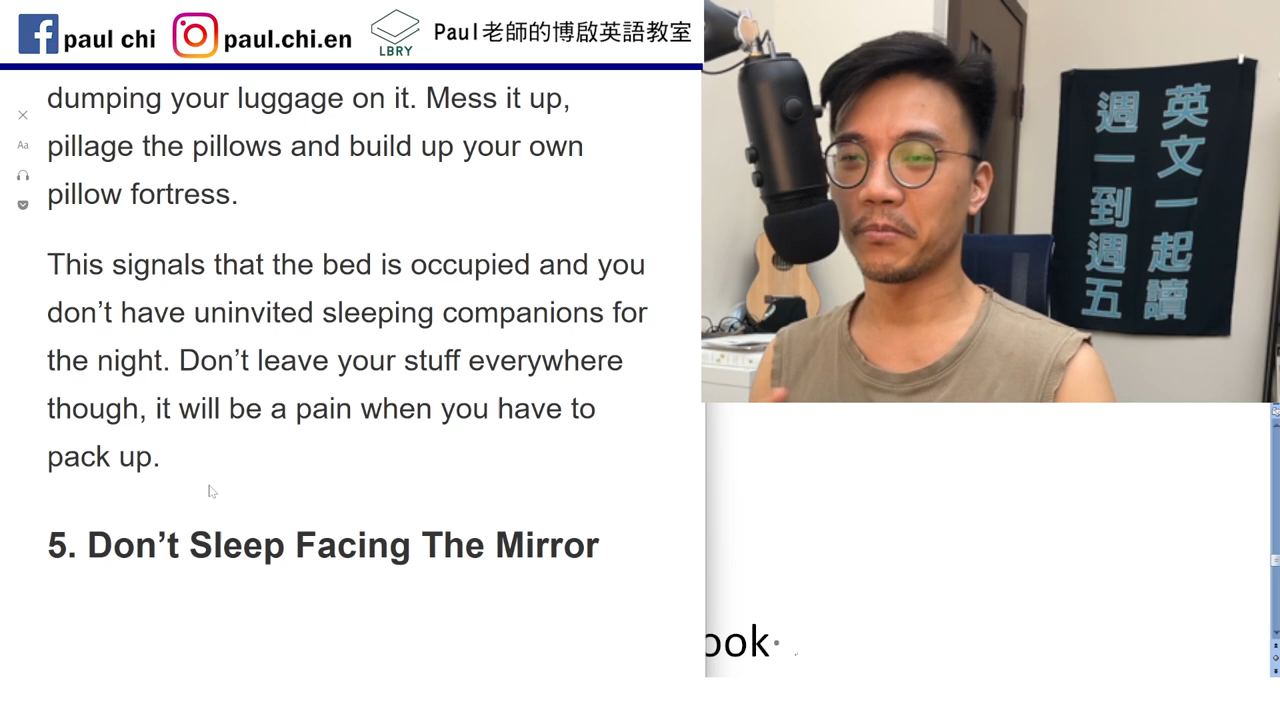 paul chi
paul.chi.en
LBRY
Paul老師的博啟英語教室
dumping your luggage on it. Mess it up,
pillage the pillows and build up your own
pillow fortress.
This signals that the bed is occupied and you
don’t have uninvited sleeping companions for
the night. Don’t leave your stuff everywhere
though, it will be a pain when you have to
pack up.
5. Don’t Sleep Facing The Mirror
Aa
英文一起讀
週一到週五
ook